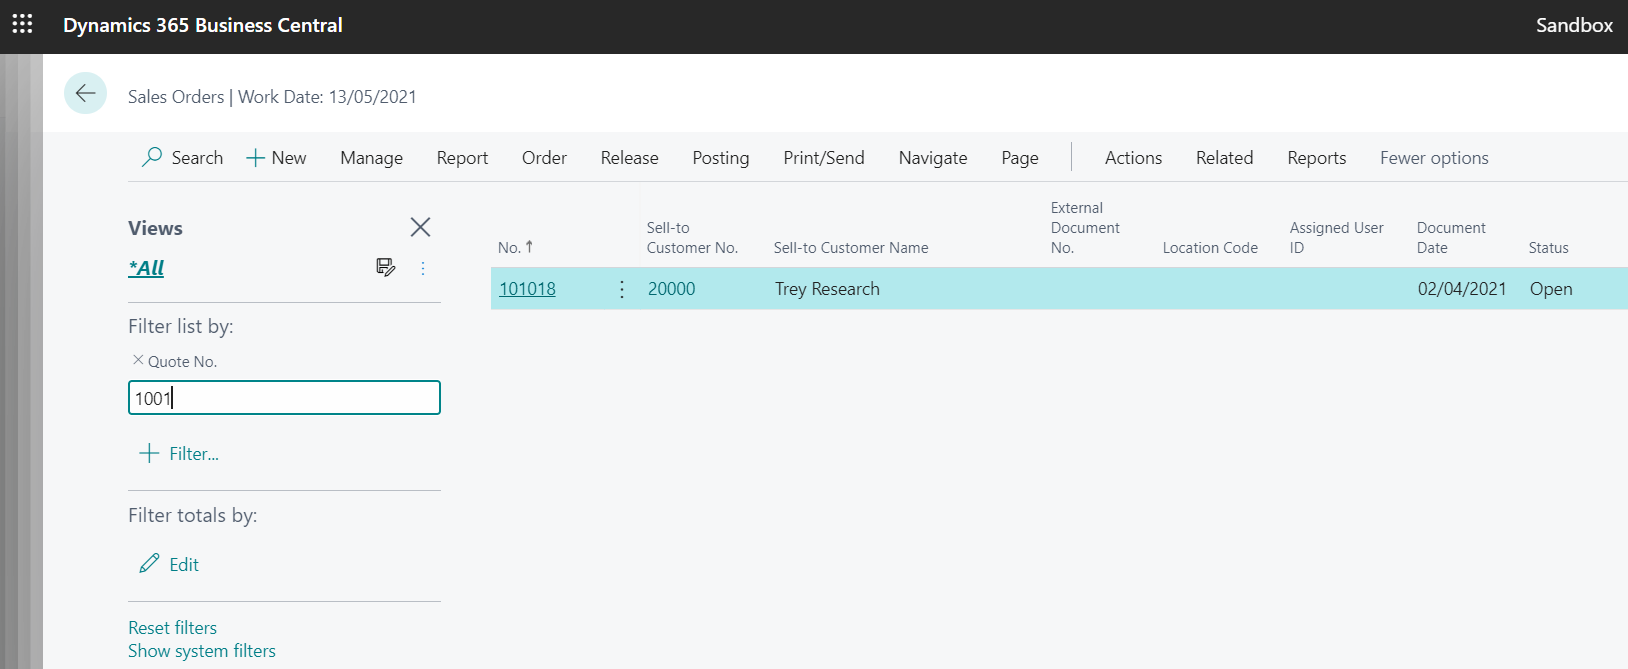 Dynamics 365 Business Central
Sandbox
Sales Orders | Work Date: 13/05/2021
Search New Manage Report Order Release Posting Print/Send Navigate Page Actions Related Reports Fewer options
Views
*All
Filter list by:
Quote No.
1001
Filter...
Filter totals by:
Edit
Reset filters
Show system filters
No. ↑
Sell-to
Customer No.
Sell-to Customer Name
External
Document
No.
Location Code
Assigned User
ID
Document
Date
Status
101018 20000 Trey Research 02/04/2021 Open